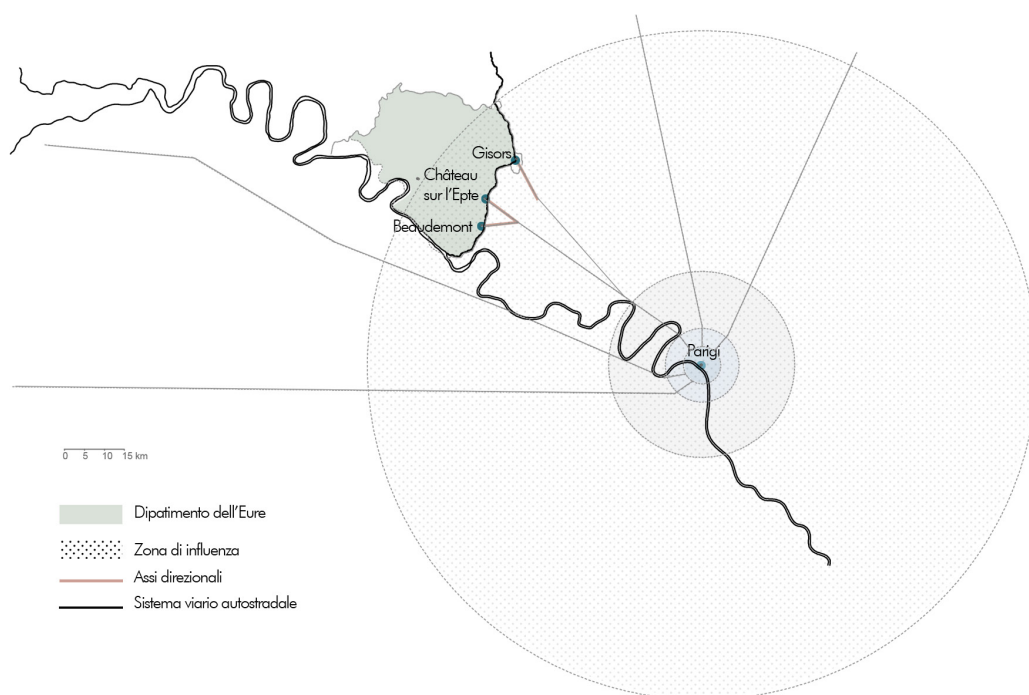 Gisors
Château
sur l'Epte
Beaudemont
Parigi
0 5 10 15 km
Dipatimento dell'Eure
Zona di influenza
Assi direzionali
Sistema viario autostradale